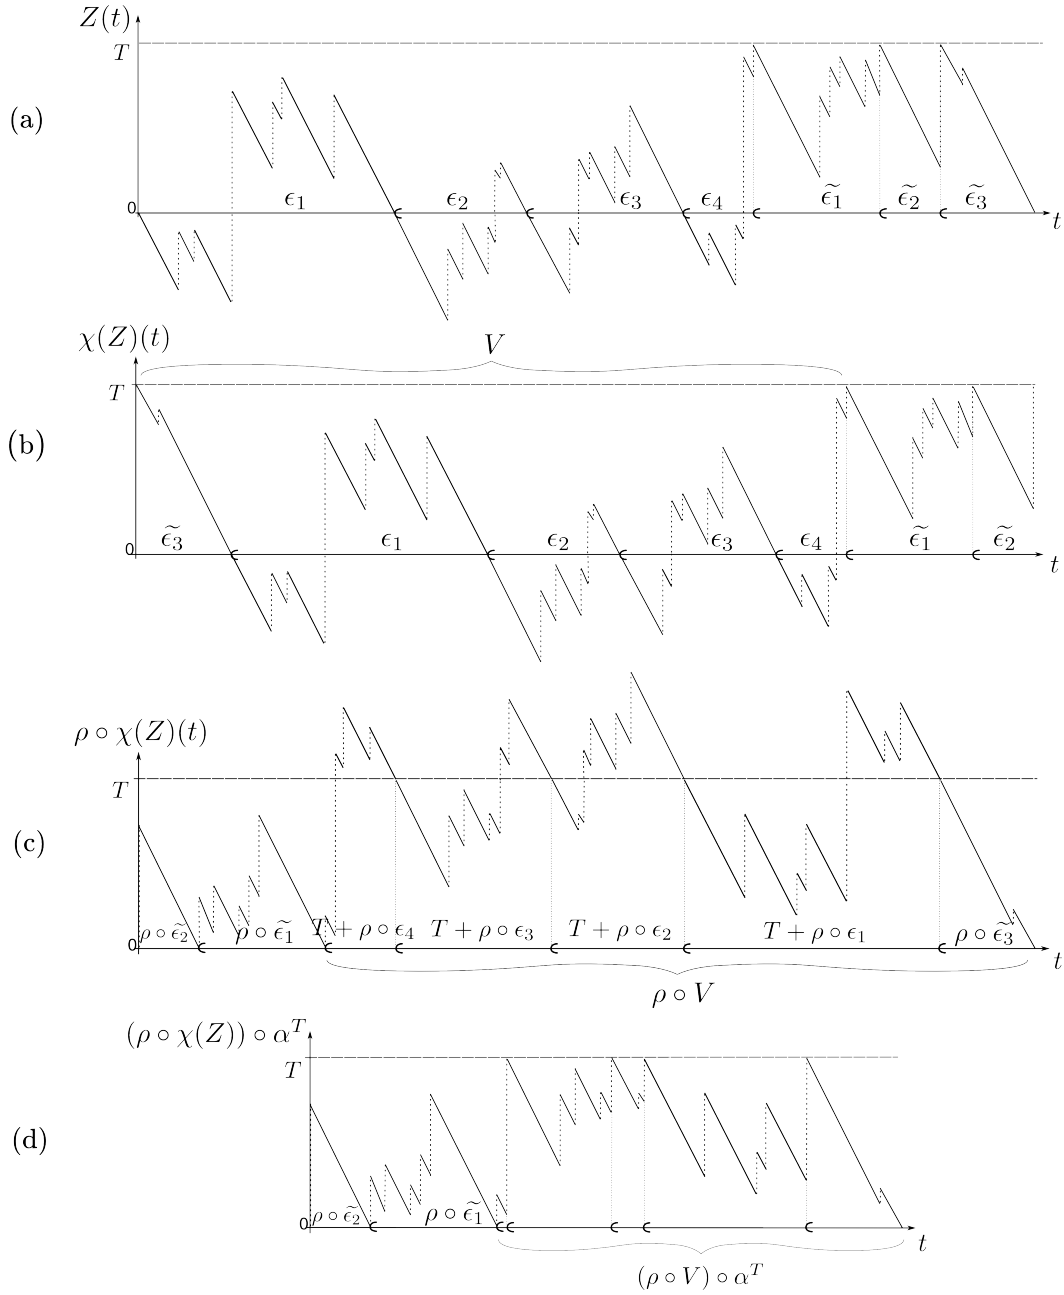 Z(t)
T
(a)
0
ϵ₁ ϵ₂ ϵ₃ ϵ₄ ϵ̃₁ ϵ̃₂ ϵ̃₃
t
χ(Z)(t)
V
T
(b)
0
ϵ̃₃ ϵ₁ ϵ₂ ϵ₃ ϵ₄ ϵ̃₁ ϵ̃₂
t
ρ ∘ χ(Z)(t)
T
(c)
0
ρ ∘ ϵ̃₂ ρ ∘ ϵ̃₁ T + ρ ∘ ϵ₄ T + ρ ∘ ϵ₃ T + ρ ∘ ϵ₂ T + ρ ∘ ϵ₁ ρ ∘ ϵ̃₃
t
ρ ∘ V
(ρ ∘ χ(Z)) ∘ α^T
T
(d)
0
ρ ∘ ϵ̃₂ ρ ∘ ϵ̃₁
t
(ρ ∘ V) ∘ α^T